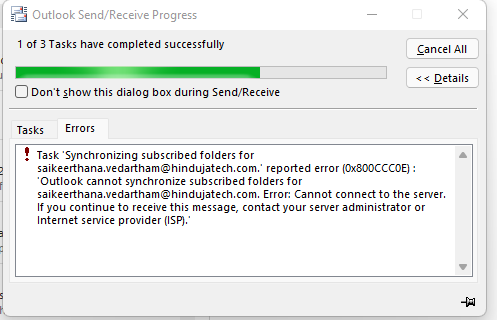 Outlook Send/Receive Progress
1 of 3 Tasks have completed successfully
Cancel All
<< Details
Don't show this dialog box during Send/Receive
Tasks
Errors
Task 'Synchronizing subscribed folders for
saikeerthana.vedartham@hindujatech.com.' reported error (0x800CCC0E) :
'Outlook cannot synchronize subscribed folders for
saikeerthana.vedartham@hindujatech.com. Error: Cannot connect to the server.
If you continue to receive this message, contact your server administrator or
Internet service provider (ISP).'